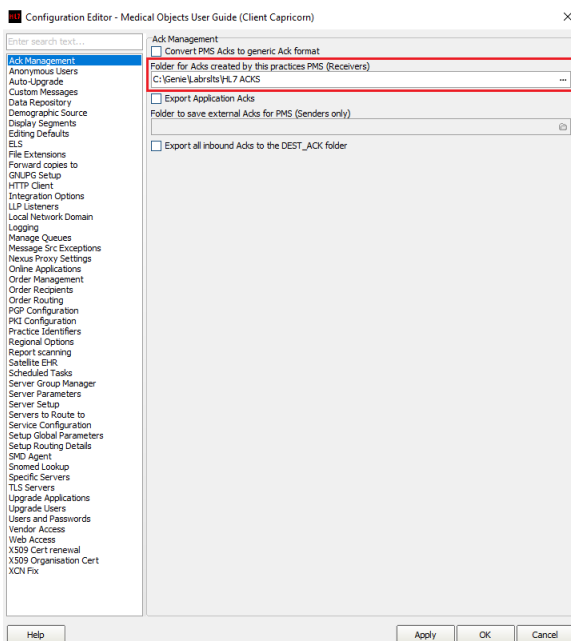 Configuration Editor - Medical Objects User Guide (Client Capricorn)
Enter search text...
Ack Management
Anonymous Users
Auto-Upgrade
Custom Messages
Data Repository
Demographic Source
Display Segments
Editing Defaults
ELS
File Extensions
Forward copies to
GNUPG Setup
HTTP Client
Integration Options
LLP Listeners
Local Network Domain
Logging
Manage Queues
Message Src Exceptions
Nexus Proxy Settings
Online Applications
Order Management
Order Recipients
Order Routing
PGP Configuration
PKI Configuration
Practice Identifiers
Regional Options
Report scanning
Satellite EHR
Scheduled Tasks
Server Group Manager
Server Parameters
Server Setup
Servers to Route to
Service Configuration
Setup Global Parameters
Setup Routing Details
SMD Agent
Snomed Lookup
Specific Servers
TLS Servers
Upgrade Applications
Upgrade Users
Users and Passwords
Vendor Access
Web Access
X509 Cert renewal
X509 Organisation Cert
XCN Fix
Ack Management
Convert PMS Acks to generic Ack format
Folder for Acks created by this practices PMS (Receivers)
C:\Genie\Labrslts\HL7 ACKS ...
Export Application Acks
Folder to save external Acks for PMS (Senders only)
Export all inbound Acks to the DEST_ACK folder
Help
Apply
OK
Cancel